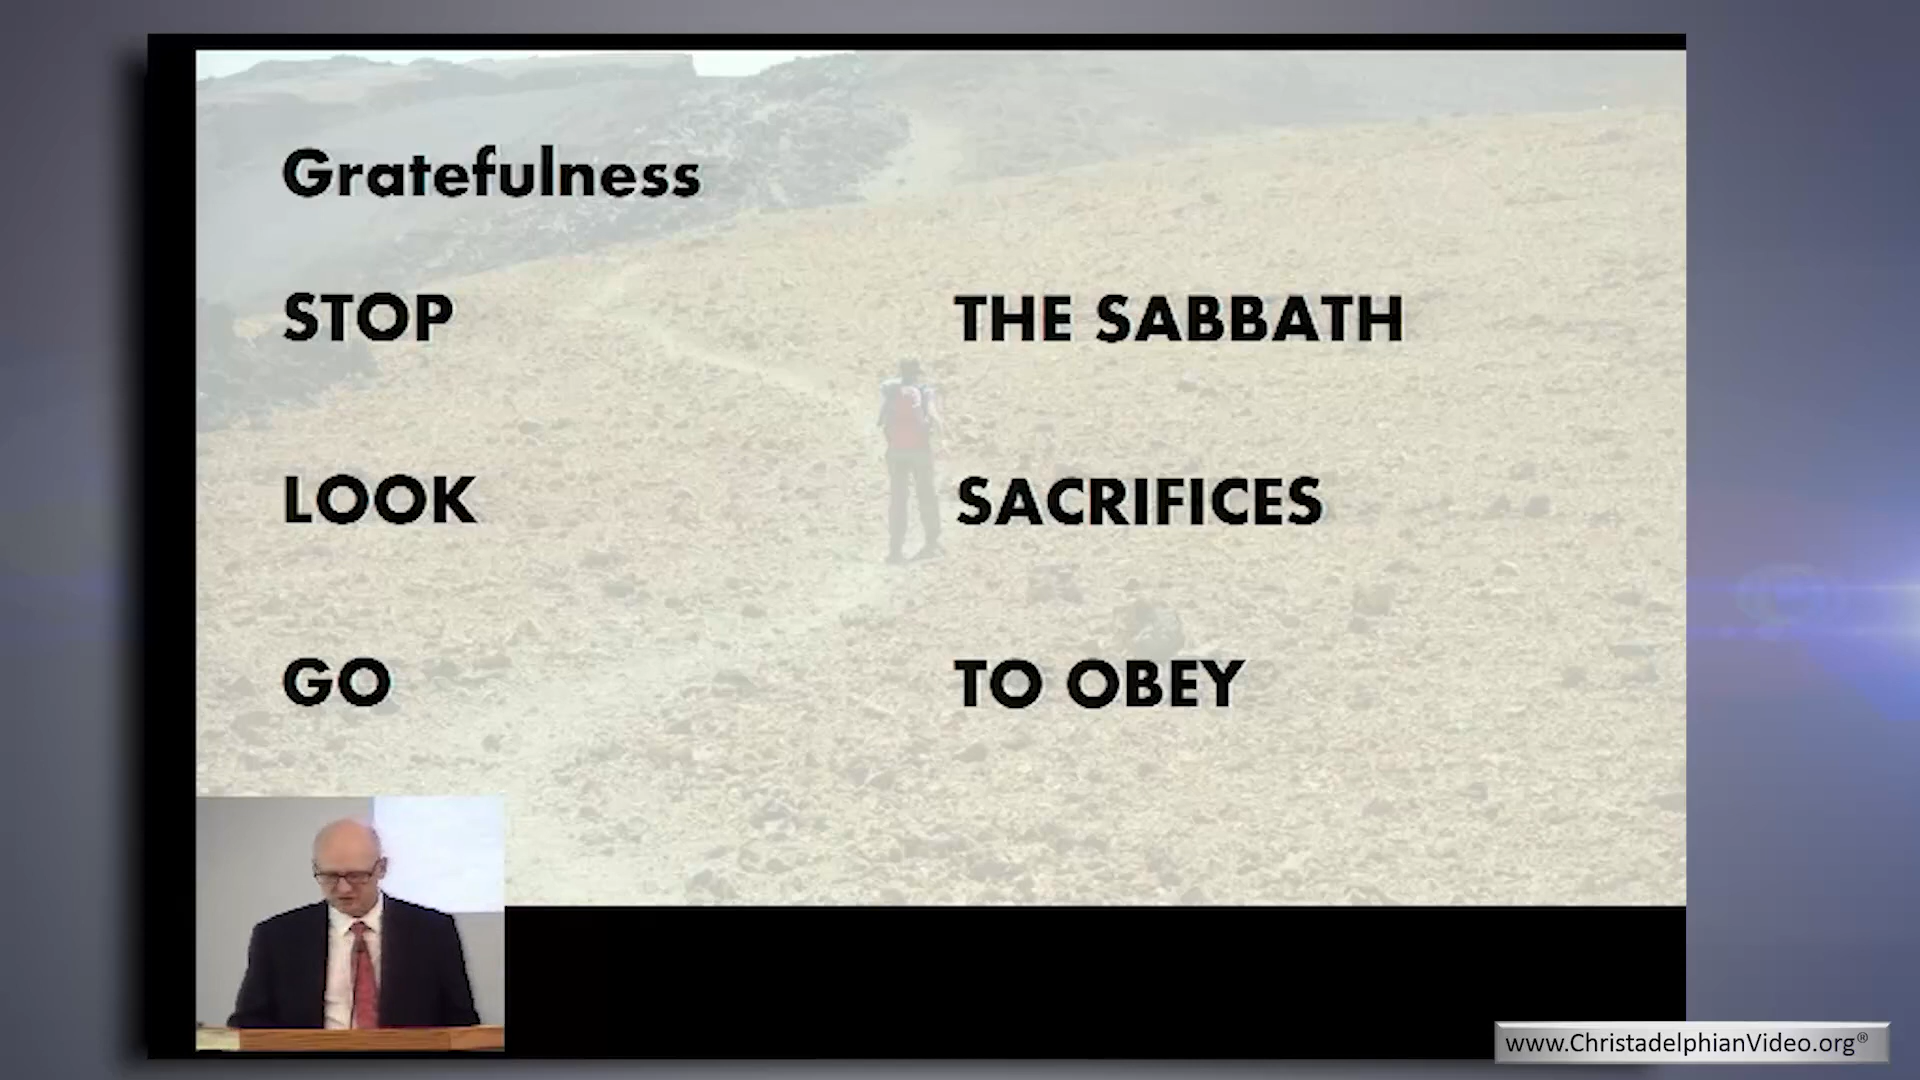 Gratefulness
STOP THE SABBATH
LOOK SACRIFICES
GO TO OBEY
www.ChristadelphianVideo.org®